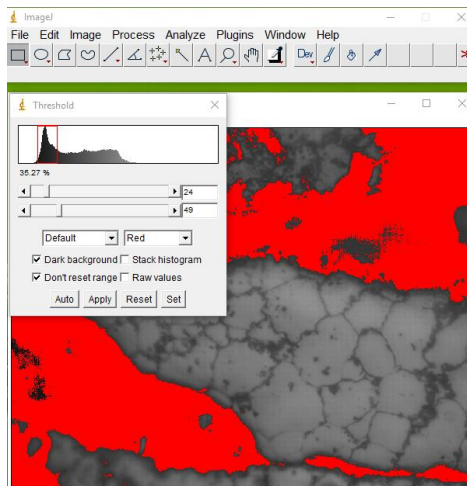 ImageJ
File Edit Image Process Analyze Plugins Window Help
Dev
Threshold
35.27 %
24
49
Default Red
Dark background Stack histogram
Don't reset range Raw values
Auto Apply Reset Set